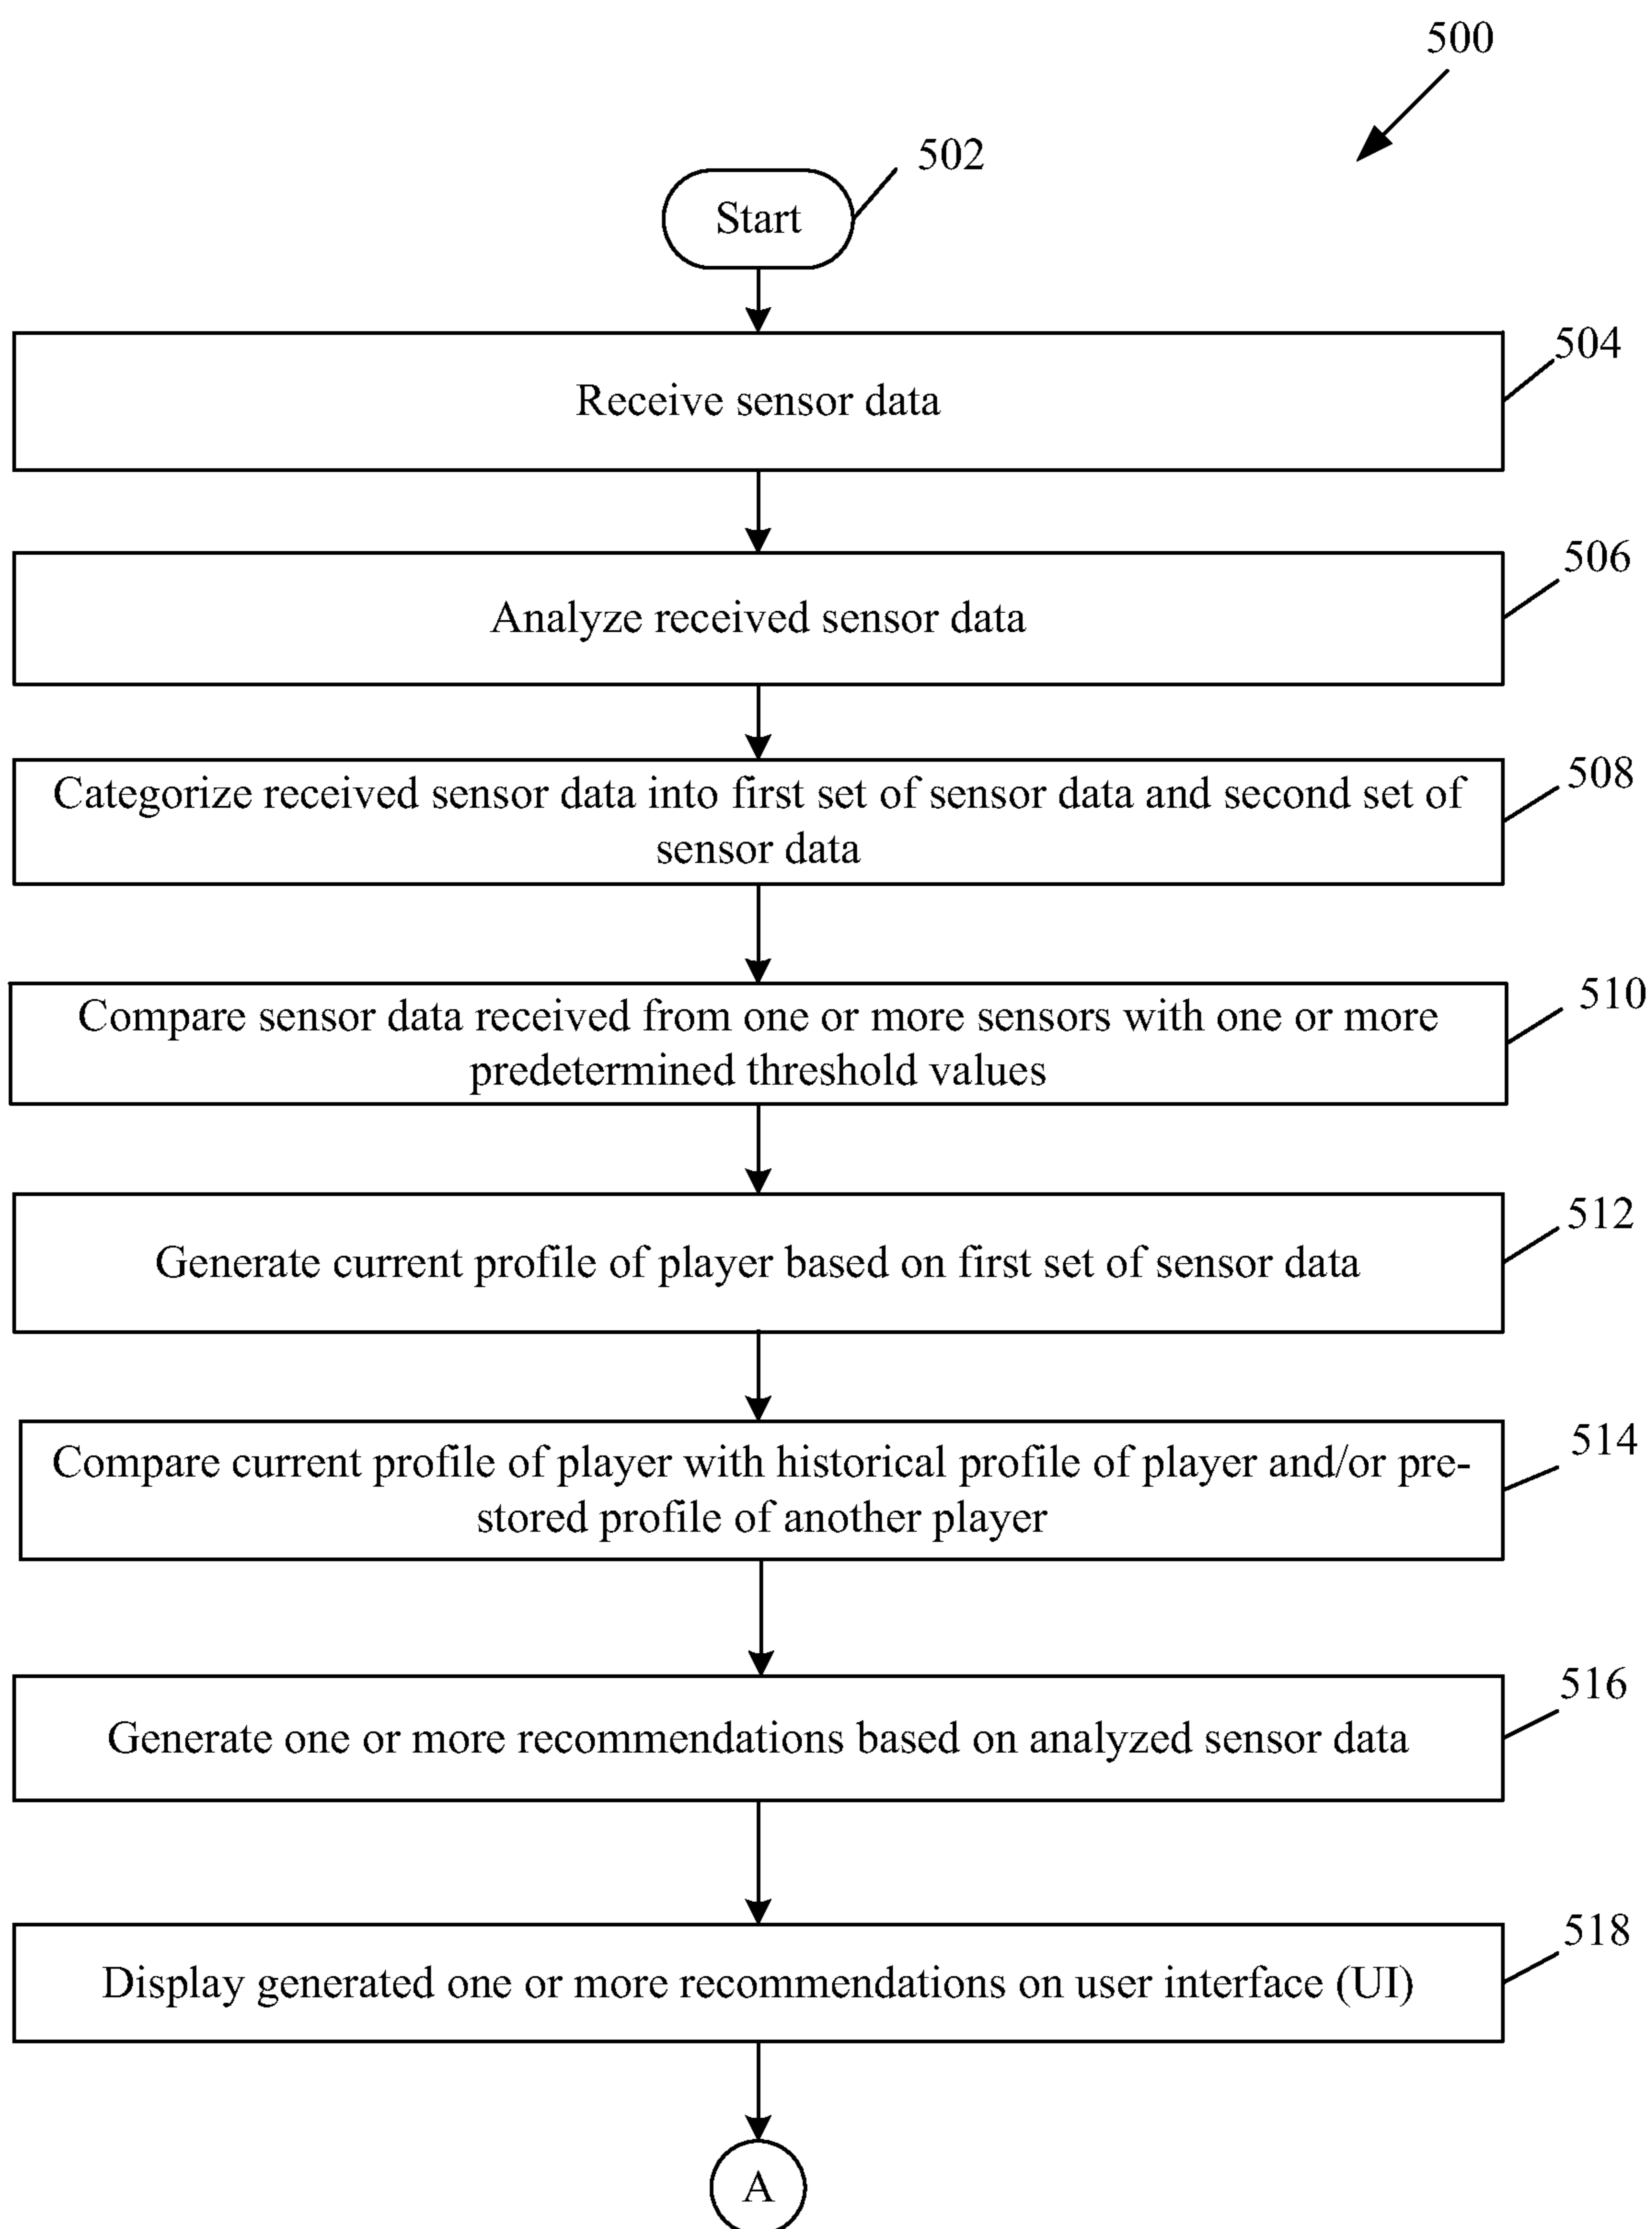 500
502
Start
504
Receive sensor data
506
Analyze received sensor data
508
Categorize received sensor data into first set of sensor data and second set of
sensor data
510
Compare sensor data received from one or more sensors with one or more
predetermined threshold values
512
Generate current profile of player based on first set of sensor data
514
Compare current profile of player with historical profile of player and/or pre-
stored profile of another player
516
Generate one or more recommendations based on analyzed sensor data
518
Display generated one or more recommendations on user interface (UI)
A